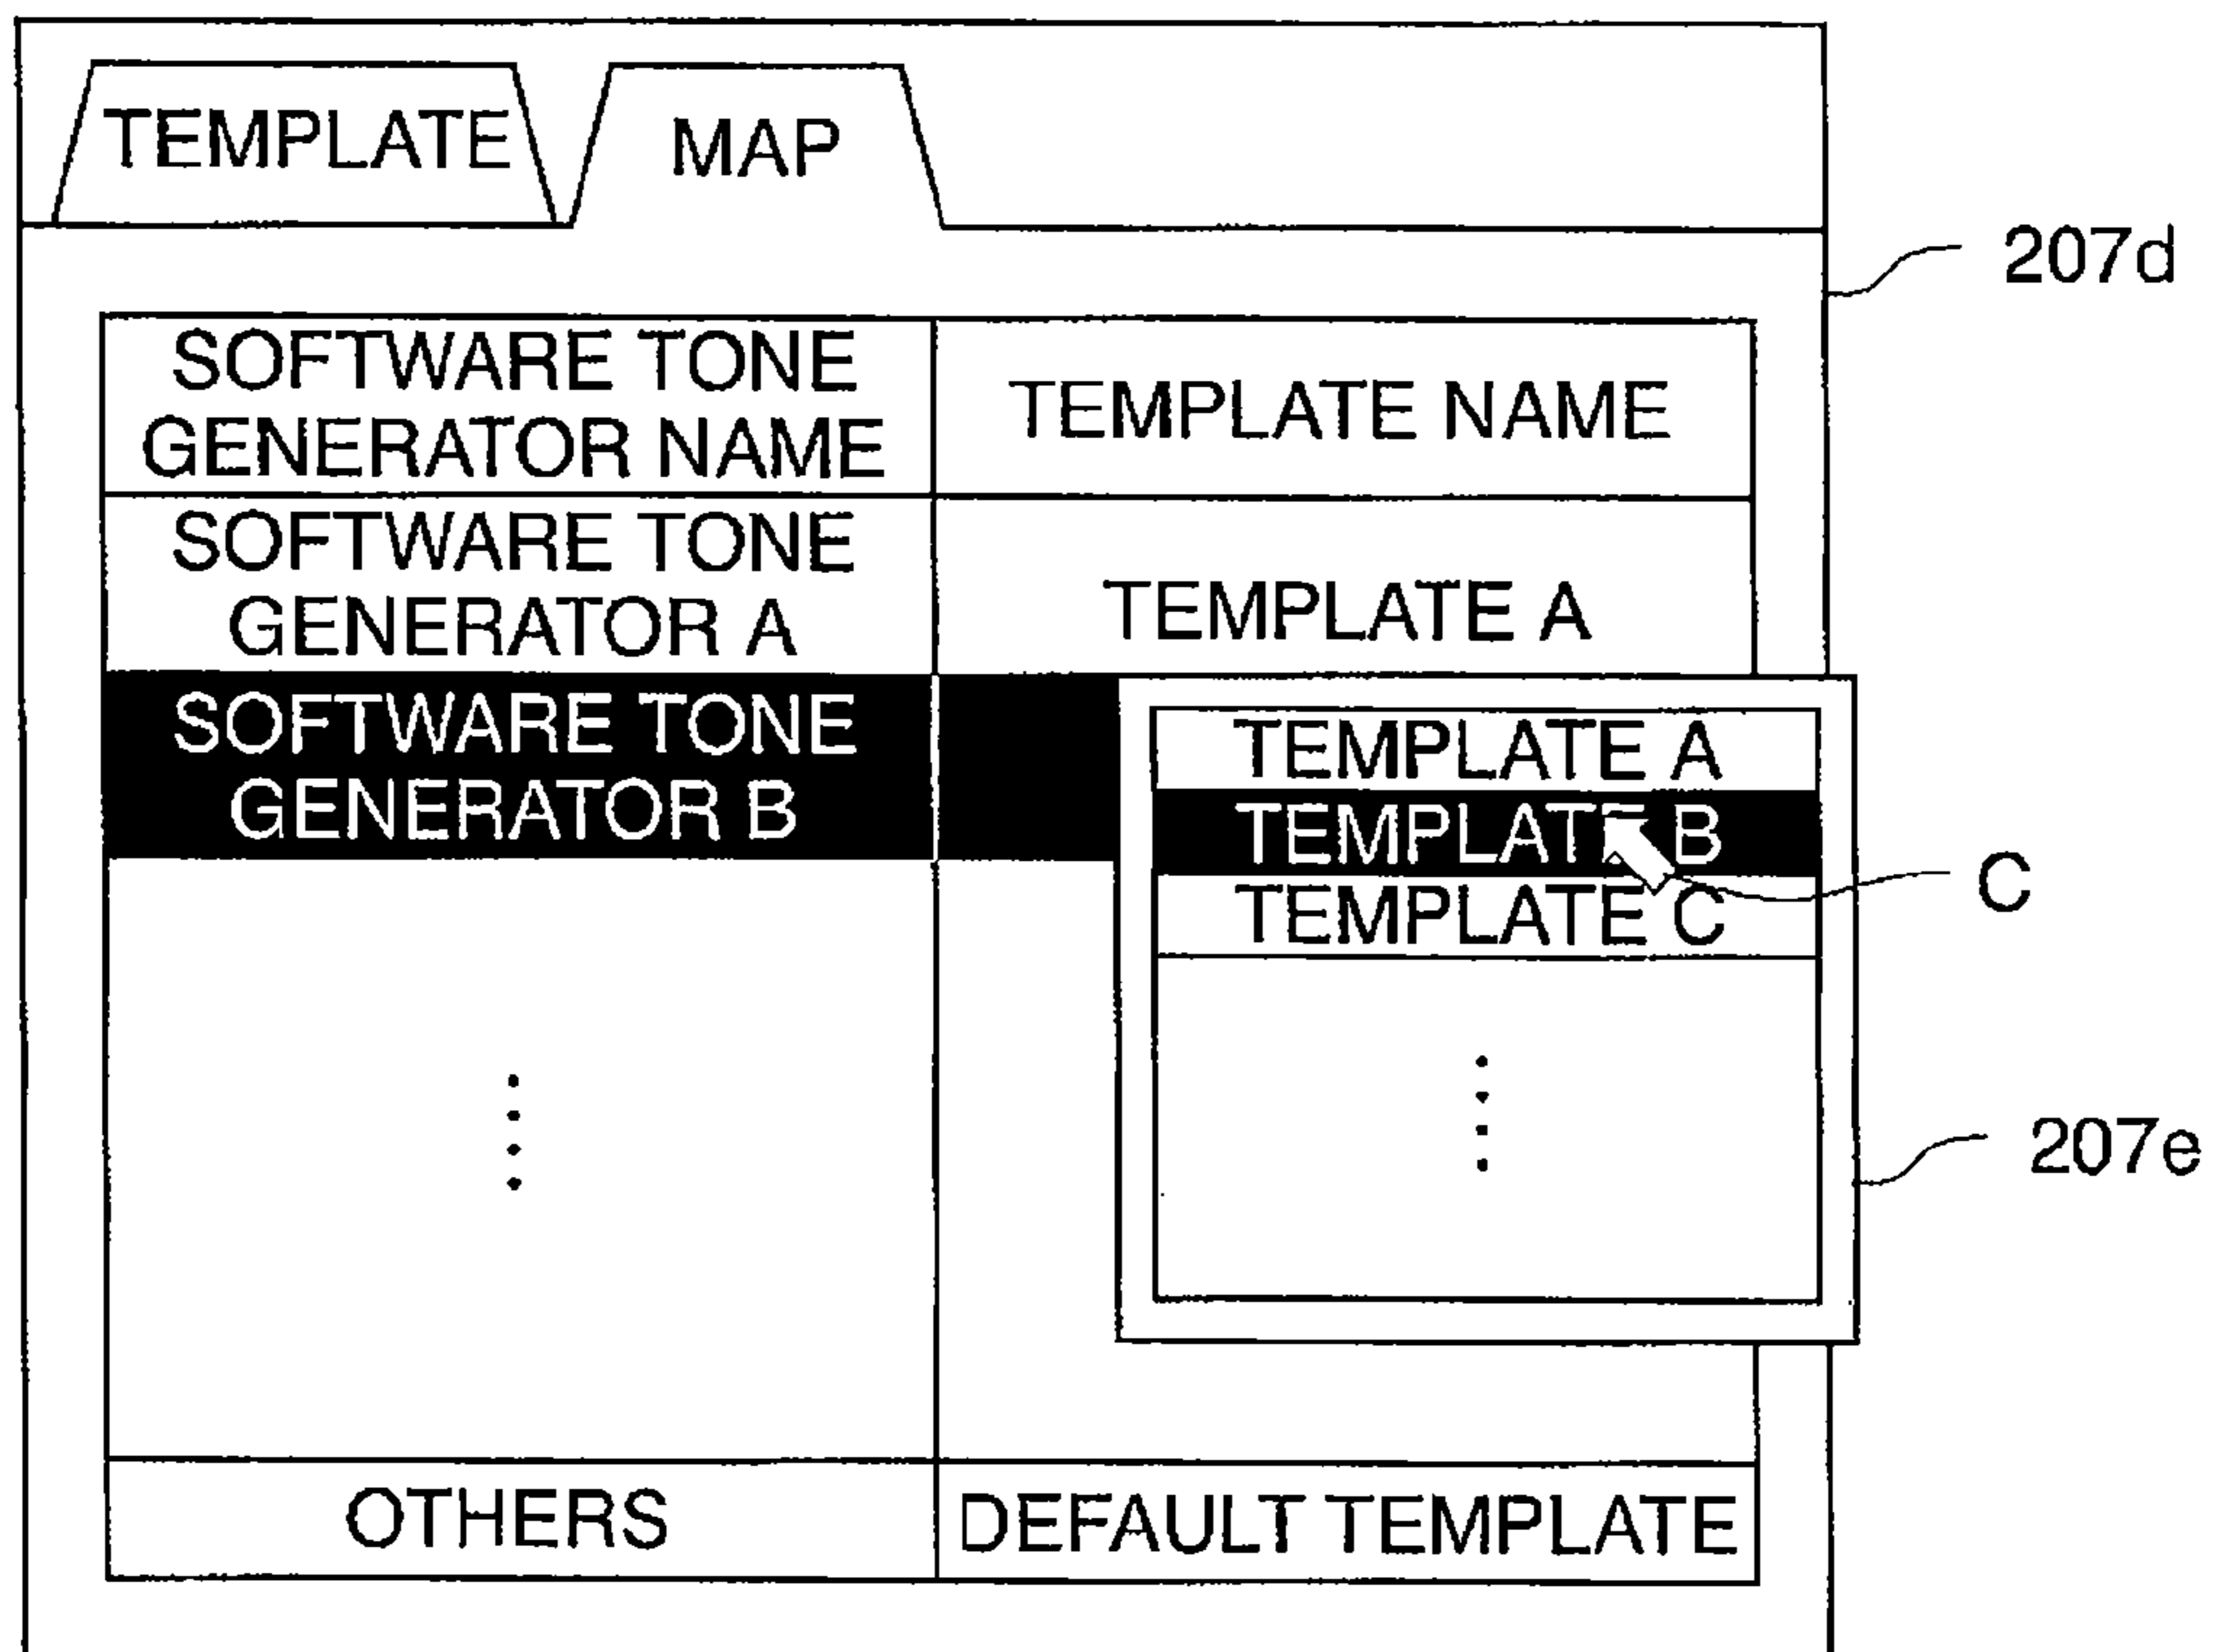 TEMPLATE
MAP
207d
SOFTWARE TONE
GENERATOR NAME
TEMPLATE NAME
SOFTWARE TONE
GENERATOR A
TEMPLATE A
SOFTWARE TONE
GENERATOR B
TEMPLATE A
TEMPLATE B
TEMPLATE C
C
207e
OTHERS
DEFAULT TEMPLATE